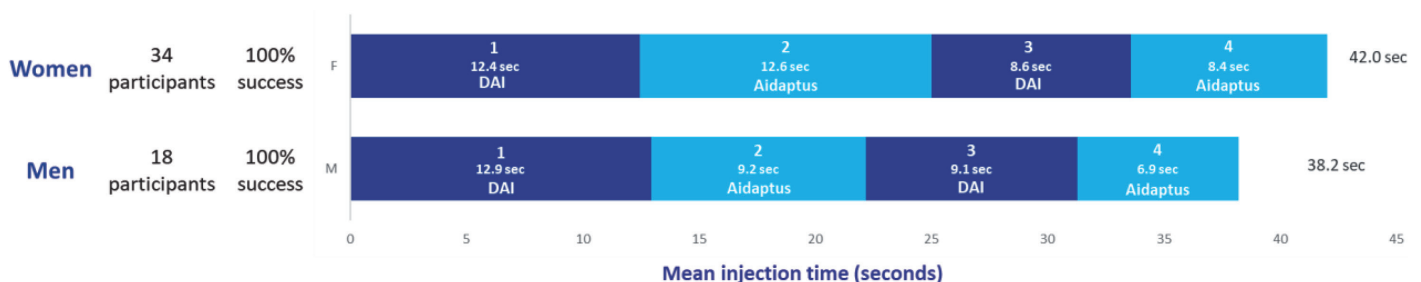 Women
34
participants
100%
success
F
1
12.4 sec
DAI
2
12.6 sec
Aidaptus
3
8.6 sec
DAI
4
8.4 sec
Aidaptus
42.0 sec
Men
18
participants
100%
success
M
1
12.9 sec
DAI
2
9.2 sec
Aidaptus
3
9.1 sec
DAI
4
6.9 sec
Aidaptus
38.2 sec
0 5 10 15 20 25 30 35 40 45
Mean injection time (seconds)